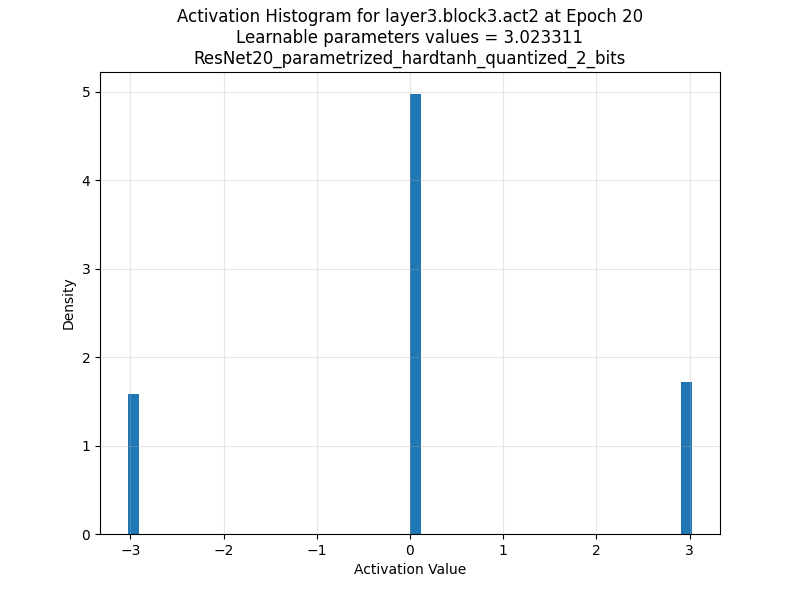 Activation Histogram for layer3.block3.act2 at Epoch 20
Learnable parameters values = 3.023311
ResNet20_parametrized_hardtanh_quantized_2_bits
5
4
3
2
1
0
Density
−3 −2 −1 0 1 2 3
Activation Value